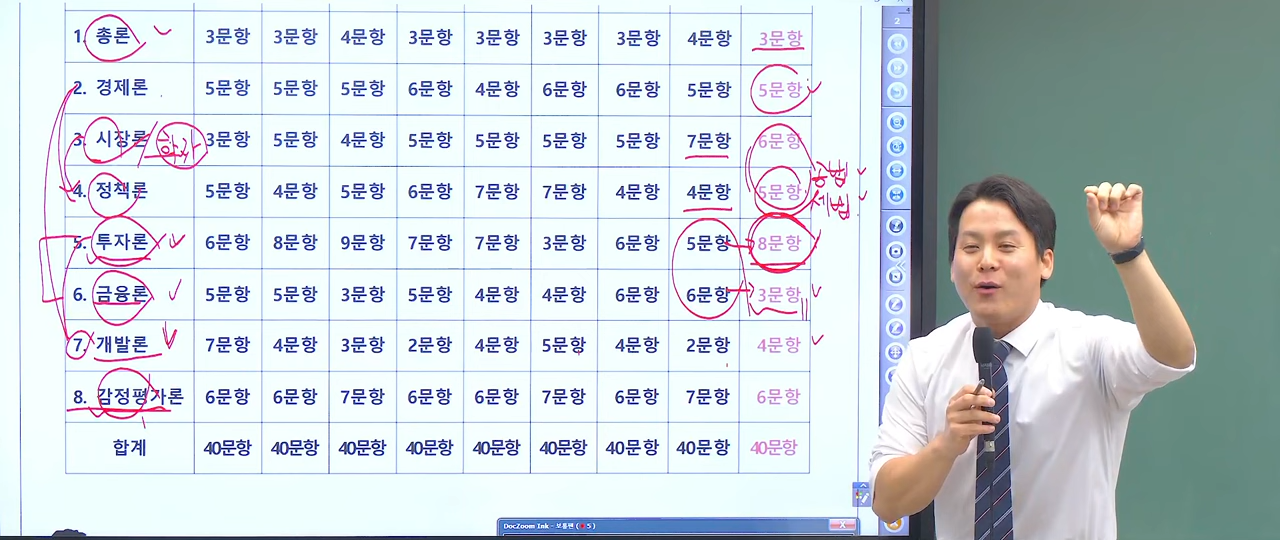 2
1. 총론 3문항 3문항 4문항 3문항 3문항 3문항 3문항 4문항 3문항
2. 경제론 5문항 5문항 5문항 6문항 4문항 6문항 6문항 5문항 5문항
3. 시장론 학자 3문항 5문항 4문항 5문항 5문항 5문항 5문항 7문항 6문항
공법
4. 정책론 5문항 4문항 5문항 6문항 7문항 7문항 4문항 4문항 5문항
세법
5. 투자론 6문항 8문항 9문항 7문항 7문항 3문항 6문항 5문항 8문항
6. 금융론 5문항 5문항 3문항 5문항 4문항 4문항 6문항 6문항 3문항
7. 개발론 7문항 4문항 3문항 2문항 4문항 5문항 4문항 2문항 4문항
8. 감정평가론 6문항 6문항 7문항 6문항 6문항 7문항 6문항 7문항 6문항
합계 40문항 40문항 40문항 40문항 40문항 40문항 40문항 40문항 40문항
DocZoom Ink - 보통펜 ( 5 )